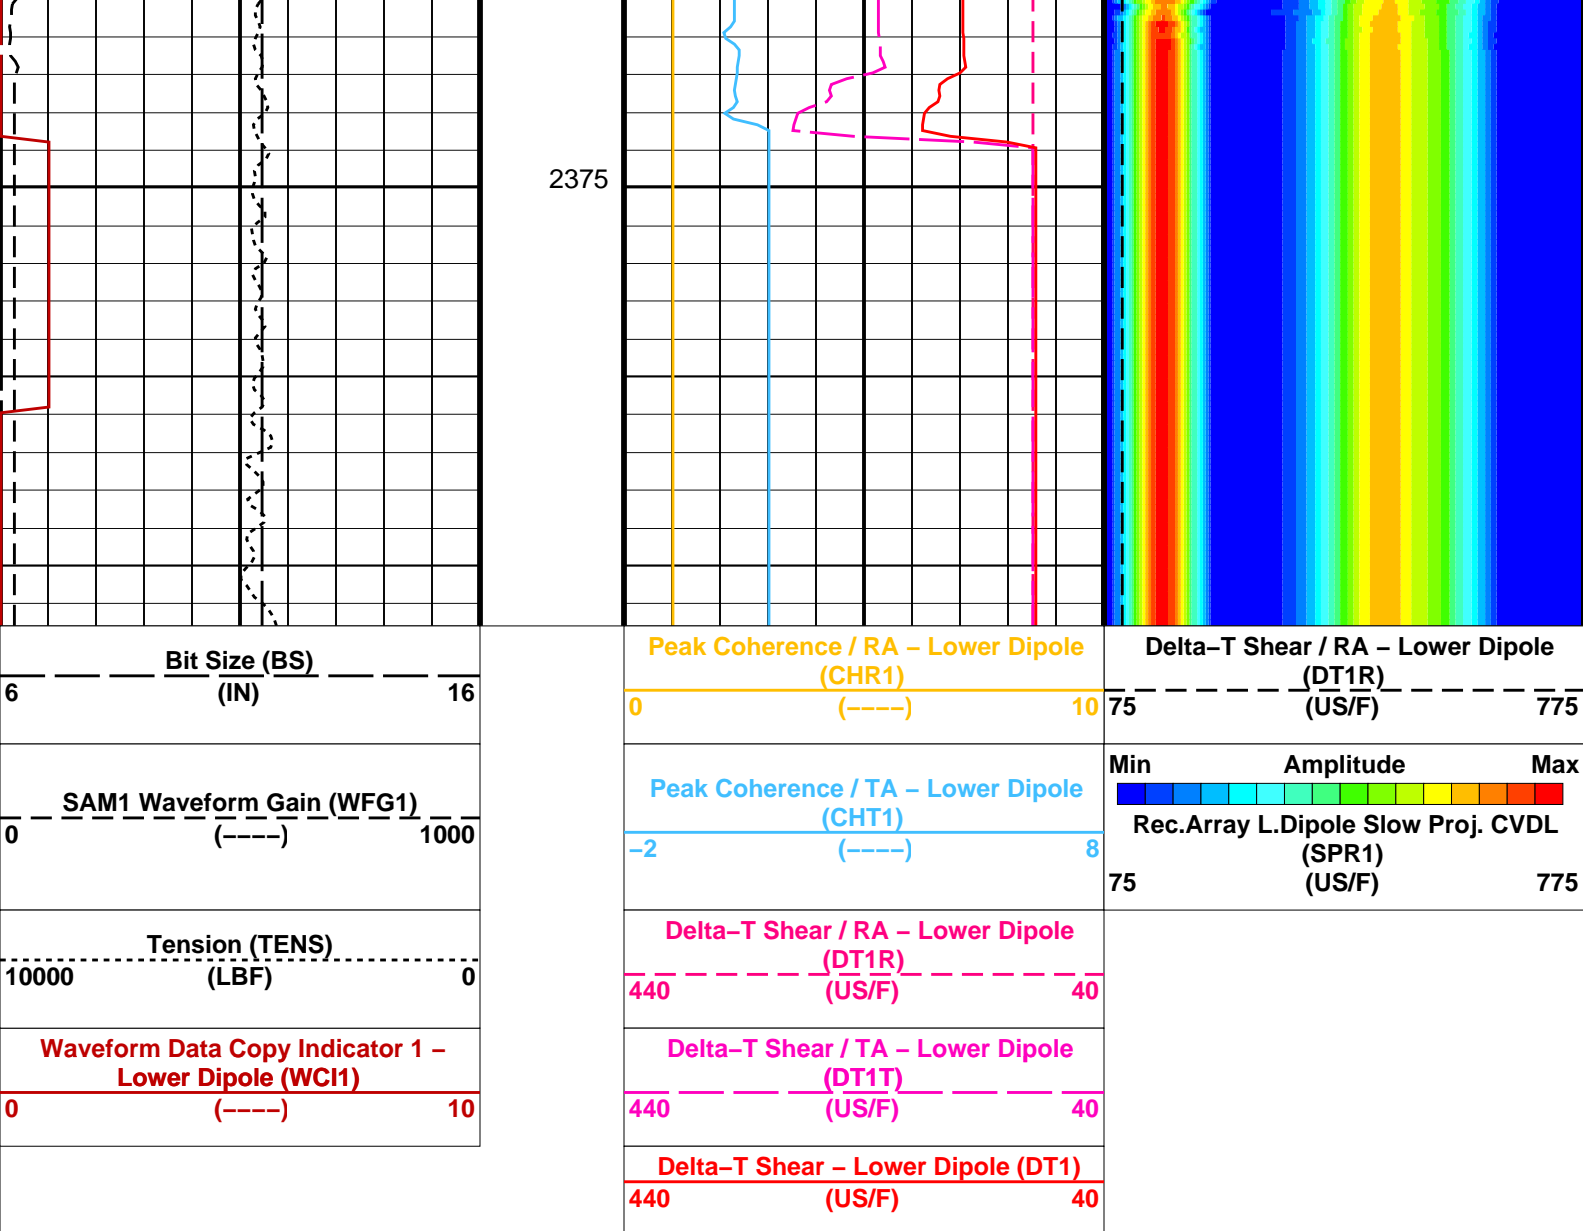 2375
Bit Size (BS)
6 (IN) 16
SAM1 Waveform Gain (WFG1)
0 (----) 1000
Tension (TENS)
10000 (LBF) 0
Waveform Data Copy Indicator 1 –
Lower Dipole (WCI1)
0 (----) 10
Peak Coherence / RA – Lower Dipole
(CHR1)
0 (----) 10
Peak Coherence / TA – Lower Dipole
(CHT1)
–2 (----) 8
Delta–T Shear / RA – Lower Dipole
(DT1R)
440 (US/F) 40
Delta–T Shear / TA – Lower Dipole
(DT1T)
440 (US/F) 40
Delta–T Shear – Lower Dipole (DT1)
440 (US/F) 40
Delta–T Shear / RA – Lower Dipole
(DT1R)
75 (US/F) 775
Min Amplitude Max
Rec.Array L.Dipole Slow Proj. CVDL
(SPR1)
75 (US/F) 775